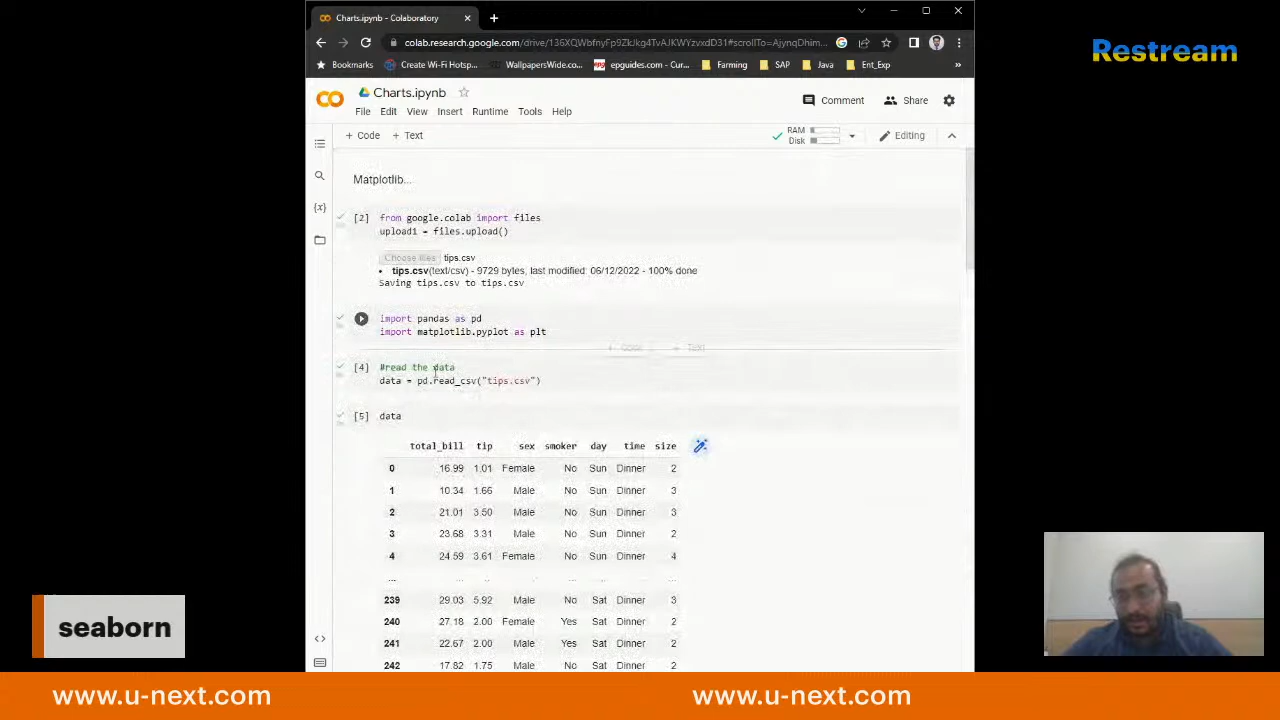 Charts.ipynb - Colaboratory
colab.research.google.com/drive/136XQWbfnyFp9ZkJkg4TvAJKWYzvxdD31#scrollTo=AjynqDhim...
Bookmarks Create Wi-Fi Hotsp... WallpapersWide.co... epguides.com - Cur... Farming SAP Java Ent_Exp »
Restream
Charts.ipynb
Comment Share
File Edit View Insert Runtime Tools Help
+ Code + Text
RAM
Disk
Editing
Matplotlib...
[2] from google.colab import files
upload1 = files.upload()
Choose files tips.csv
• tips.csv(text/csv) - 9729 bytes, last modified: 06/12/2022 - 100% done
Saving tips.csv to tips.csv
import pandas as pd
import matplotlib.pyplot as plt
+ Code + Text
[4] #read the data
data = pd.read_csv("tips.csv")
[5] data
total_bill tip sex smoker day time size
0 16.99 1.01 Female No Sun Dinner 2
1 10.34 1.66 Male No Sun Dinner 3
2 21.01 3.50 Male No Sun Dinner 3
3 23.68 3.31 Male No Sun Dinner 2
4 24.59 3.61 Female No Sun Dinner 4
...
239 29.03 5.92 Male No Sat Dinner 3
240 27.18 2.00 Female Yes Sat Dinner 2
241 22.67 2.00 Male Yes Sat Dinner 2
242 17.82 1.75 Male No Sat Dinner 2
seaborn
www.u-next.com www.u-next.com